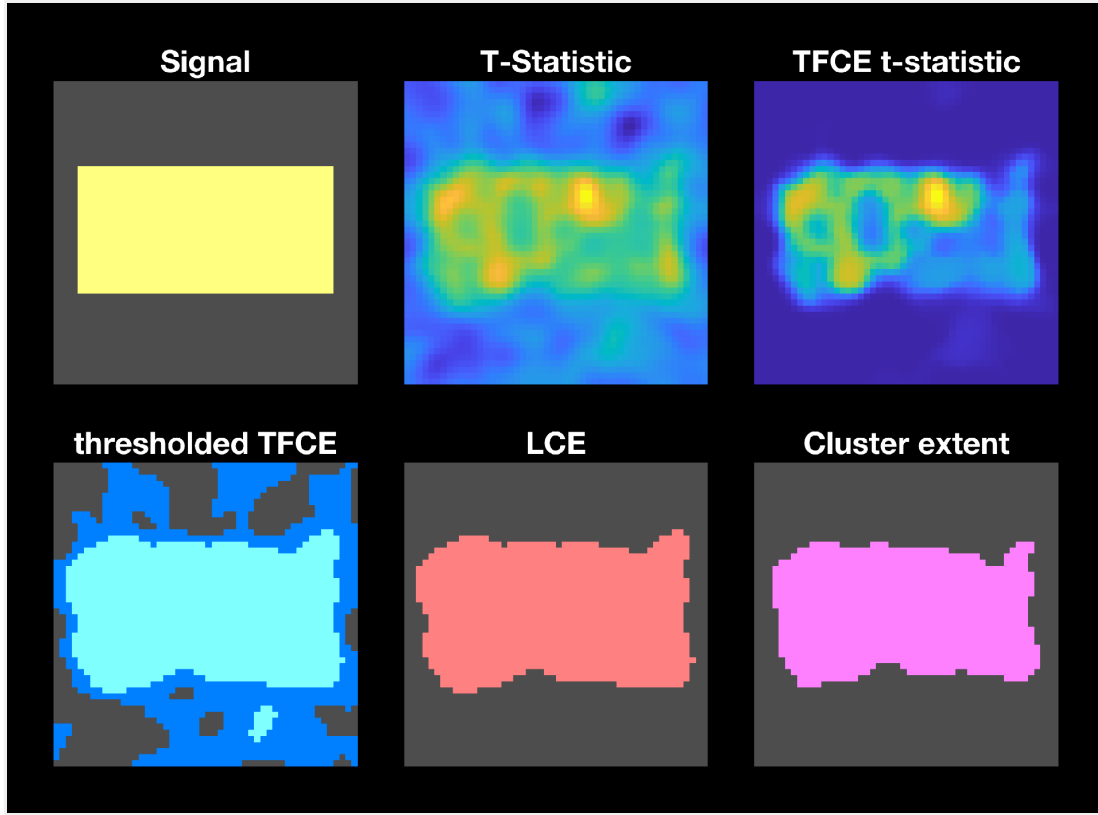 Signal
T-Statistic
TFCE t-statistic
thresholded TFCE
LCE
Cluster extent